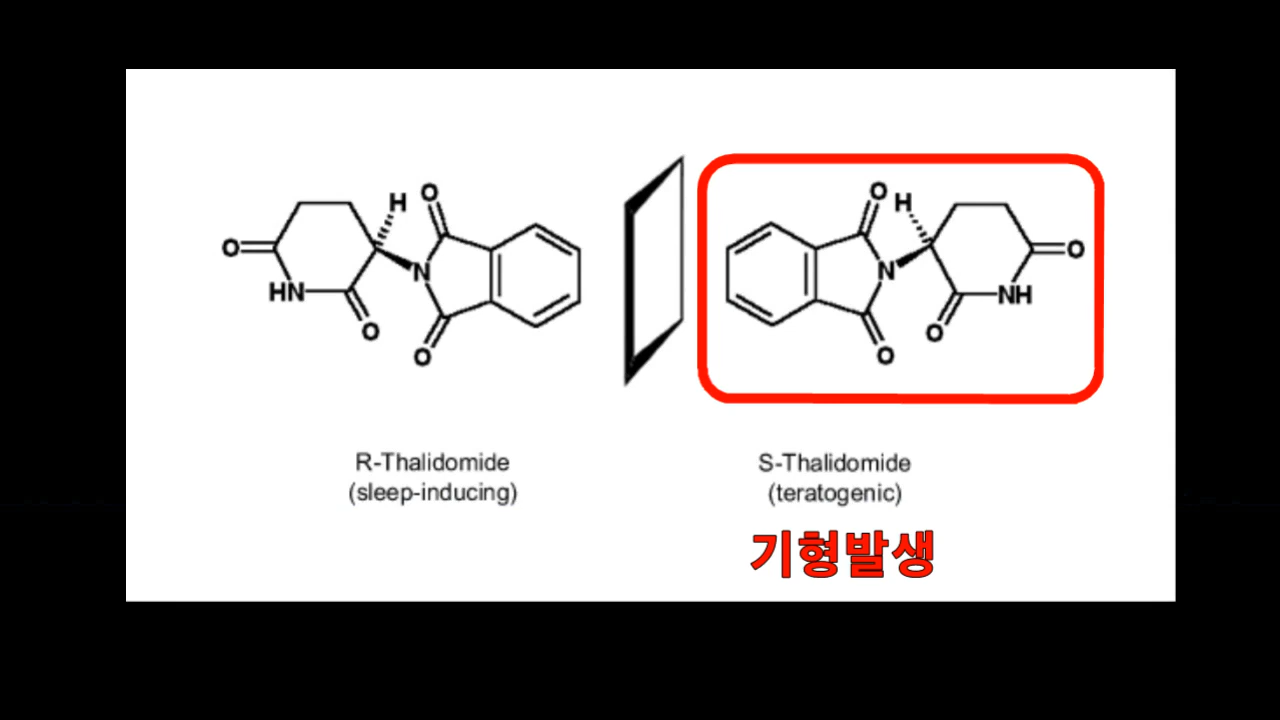 H O
O
N
HN
O
O
O
H
N
O
NH
O
O
R-Thalidomide
(sleep-inducing)
S-Thalidomide
(teratogenic)
기형발생